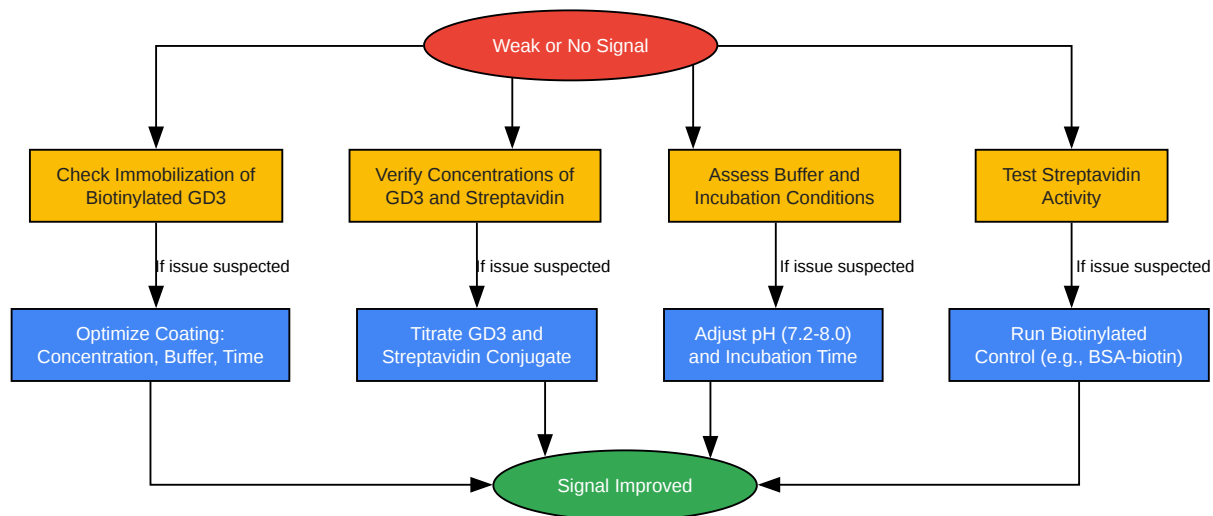 Weak or No Signal
Check Immobilization of
Biotinylated GD3
Verify Concentrations of
GD3 and Streptavidin
Assess Buffer and
Incubation Conditions
Test Streptavidin
Activity
If issue suspected
If issue suspected
If issue suspected
If issue suspected
Optimize Coating:
Concentration, Buffer, Time
Titrate GD3 and
Streptavidin Conjugate
Adjust pH (7.2-8.0)
and Incubation Time
Run Biotinylated
Control (e.g., BSA-biotin)
Signal Improved